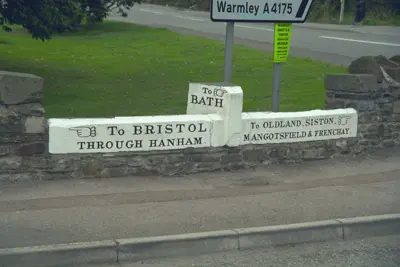 Warmley A4175
To
BATH
To BRISTOL
THROUGH HANHAM.
To OLDLAND, SISTON,
MANGOTSFIELD & FRENCHAY.